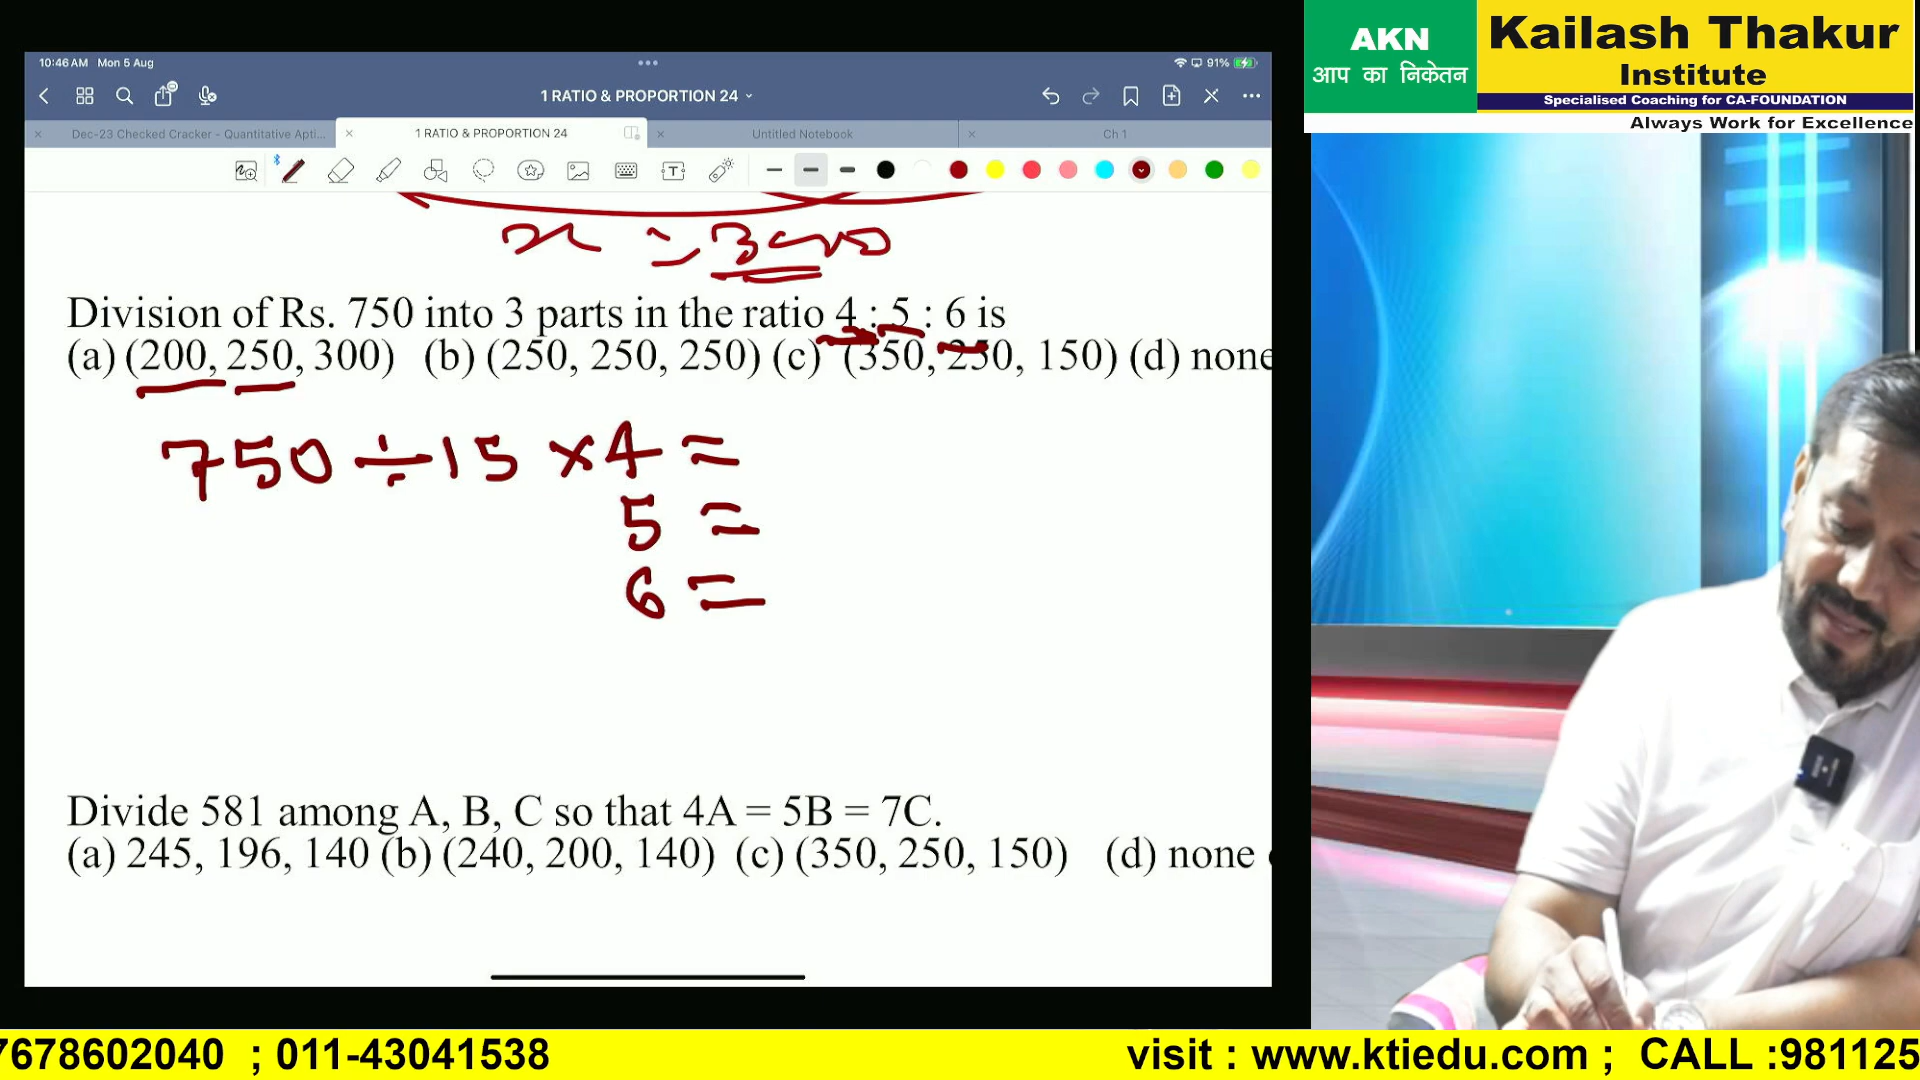 AKN
आप का निकेतन
Kailash Thakur
Institute
Specialised Coaching for CA-FOUNDATION
Always Work for Excellence
10:46 AM Mon 5 Aug
91%
1 RATIO & PROPORTION 24
Dec-23 Checked Cracker - Quantitative Apti...
1 RATIO & PROPORTION 24
Untitled Notebook
Ch 1
x = 300
Division of Rs. 750 into 3 parts in the ratio 4 : 5 : 6 is
(a) (200, 250, 300) (b) (250, 250, 250) (c) (350, 250, 150) (d) none
750 ÷ 15 × 4 =
5 =
6 =
Divide 581 among A, B, C so that 4A = 5B = 7C.
(a) 245, 196, 140 (b) (240, 200, 140) (c) (350, 250, 150) (d) none
7678602040 ; 011-43041538
visit : www.ktiedu.com ; CALL :981125